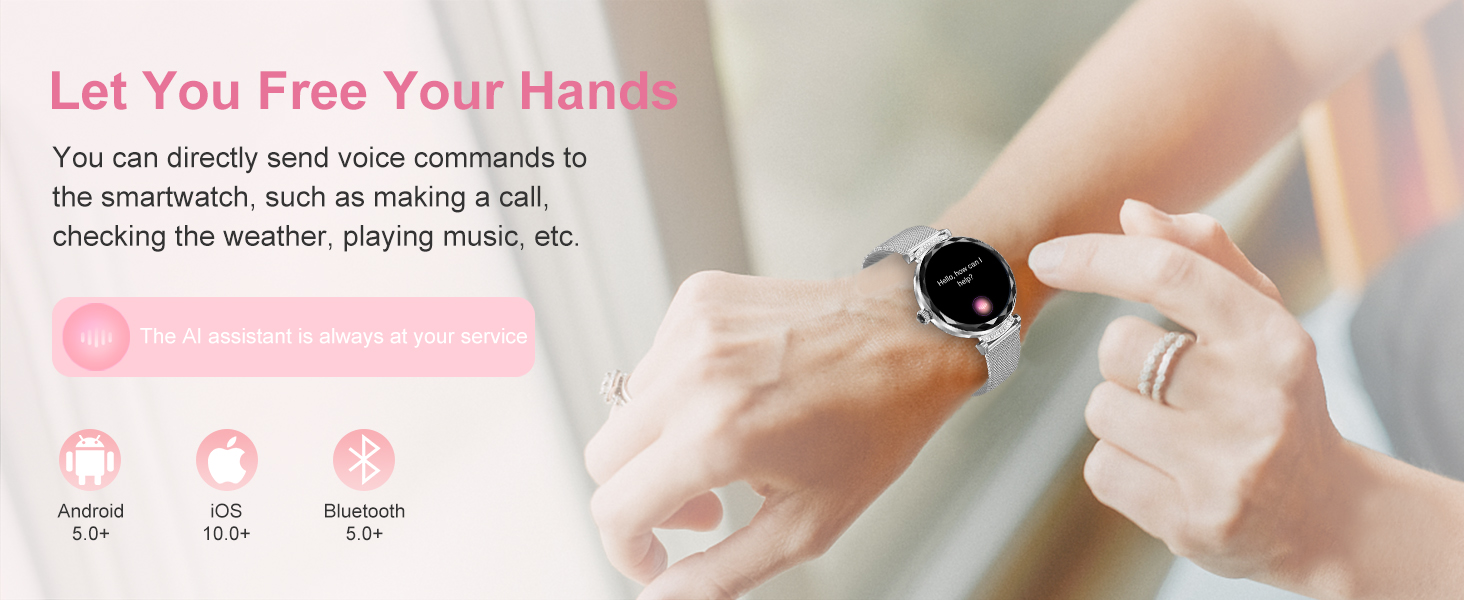 Let You Free Your Hands
You can directly send voice commands to
the smartwatch, such as making a call,
checking the weather, playing music, etc.
Hello, how can I
help?
The AI assistant is always at your service
Android
5.0+
iOS
10.0+
Bluetooth
5.0+